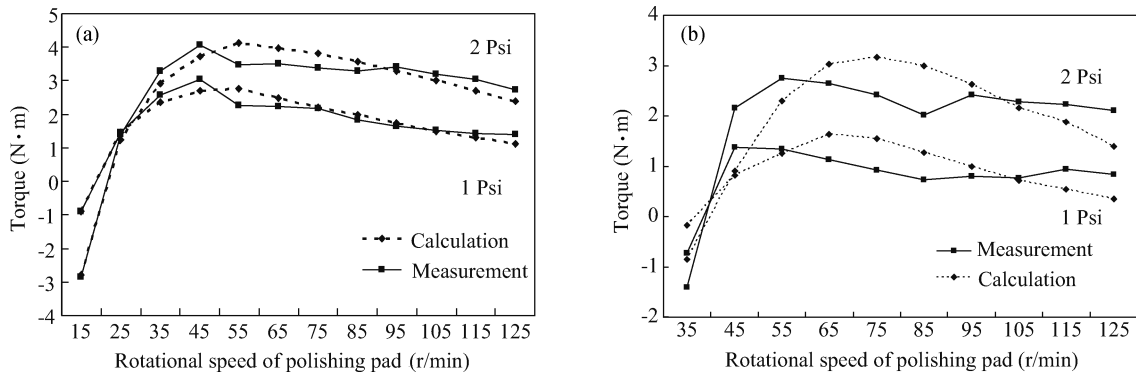 (a)
5
4
3
2
1
0
-1
-2
-3
-4
Torque (N·m)
2 Psi
1 Psi
Calculation
Measurement
15 25 35 45 55 65 75 85 95 105 115 125
Rotational speed of polishing pad (r/min)
(b)
4
3
2
1
0
-1
-2
Torque (N·m)
2 Psi
1 Psi
Measurement
Calculation
35 45 55 65 75 85 95 105 115 125
Rotational speed of polishing pad (r/min)